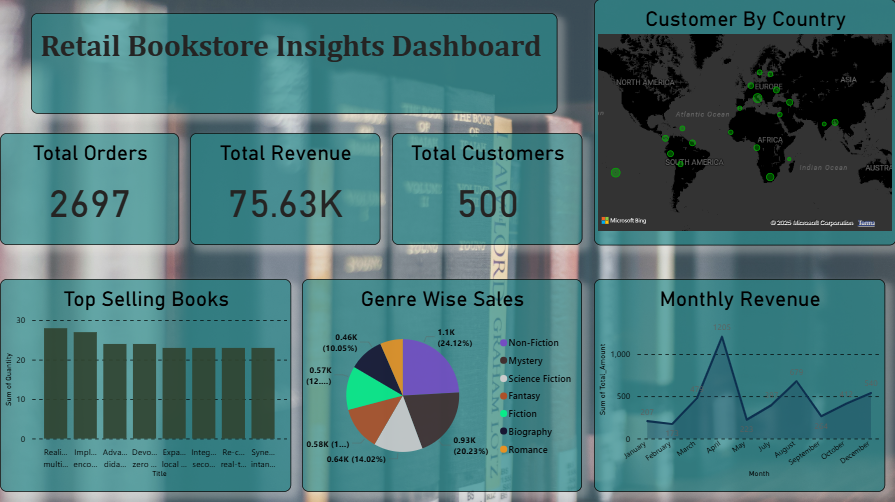 Retail Bookstore Insights Dashboard
Customer By Country
NORTH AMERICA
EUROPE
ASIA
Atlantic Ocean
AFRICA
SOUTH AMERICA
Indian Ocean
AUSTRA
Microsoft Bing
© 2025 Microsoft Corporation Terms
Total Orders
2697
Total Revenue
75.63K
Total Customers
500
Top Selling Books
Sum of Quantity
30
20
10
0
Reali... Impl... Adva... Devo... Expa... Integ... Re-c... Syne...
multi... enco... dida... zero ... local ... seco... real-t... intan...
Title
Genre Wise Sales
1.1K
(24.12%)
0.93K
(20.23%)
0.64K (14.02%)
0.58K (1...)
0.57K
(12....)
0.46K
(10.05%)
Non-Fiction
Mystery
Science Fiction
Fantasy
Fiction
Biography
Romance
Monthly Revenue
Sum of Total_Amount
1,000
500
0
January February March April May July August September October December
Month
THE BOOK
OF